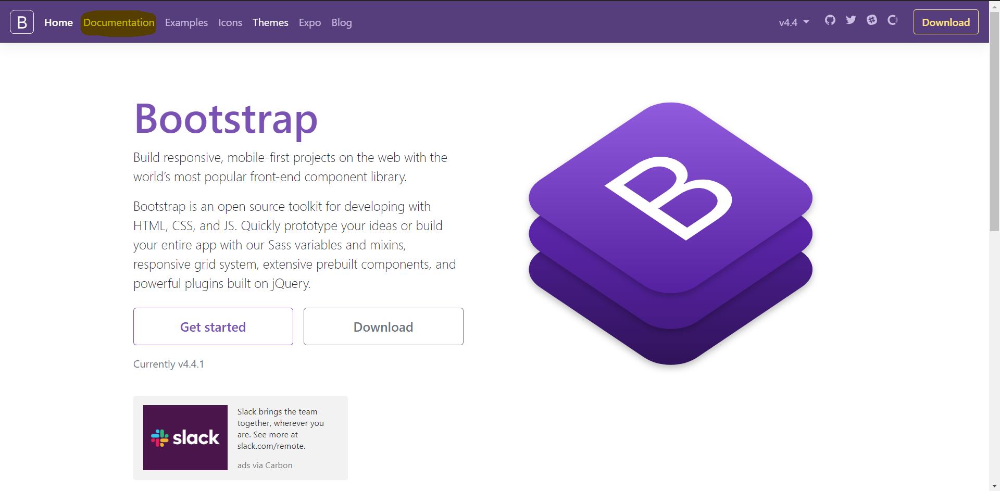 B Home Documentation Examples Icons Themes Expo Blog v4.4 Download
Bootstrap
Build responsive, mobile-first projects on the web with the
world’s most popular front-end component library.
Bootstrap is an open source toolkit for developing with
HTML, CSS, and JS. Quickly prototype your ideas or build
your entire app with our Sass variables and mixins,
responsive grid system, extensive prebuilt components, and
powerful plugins built on jQuery.
Get started Download
Currently v4.4.1
B
slack
Slack brings the team
together, wherever you
are. See more at
slack.com/remote.
ads via Carbon